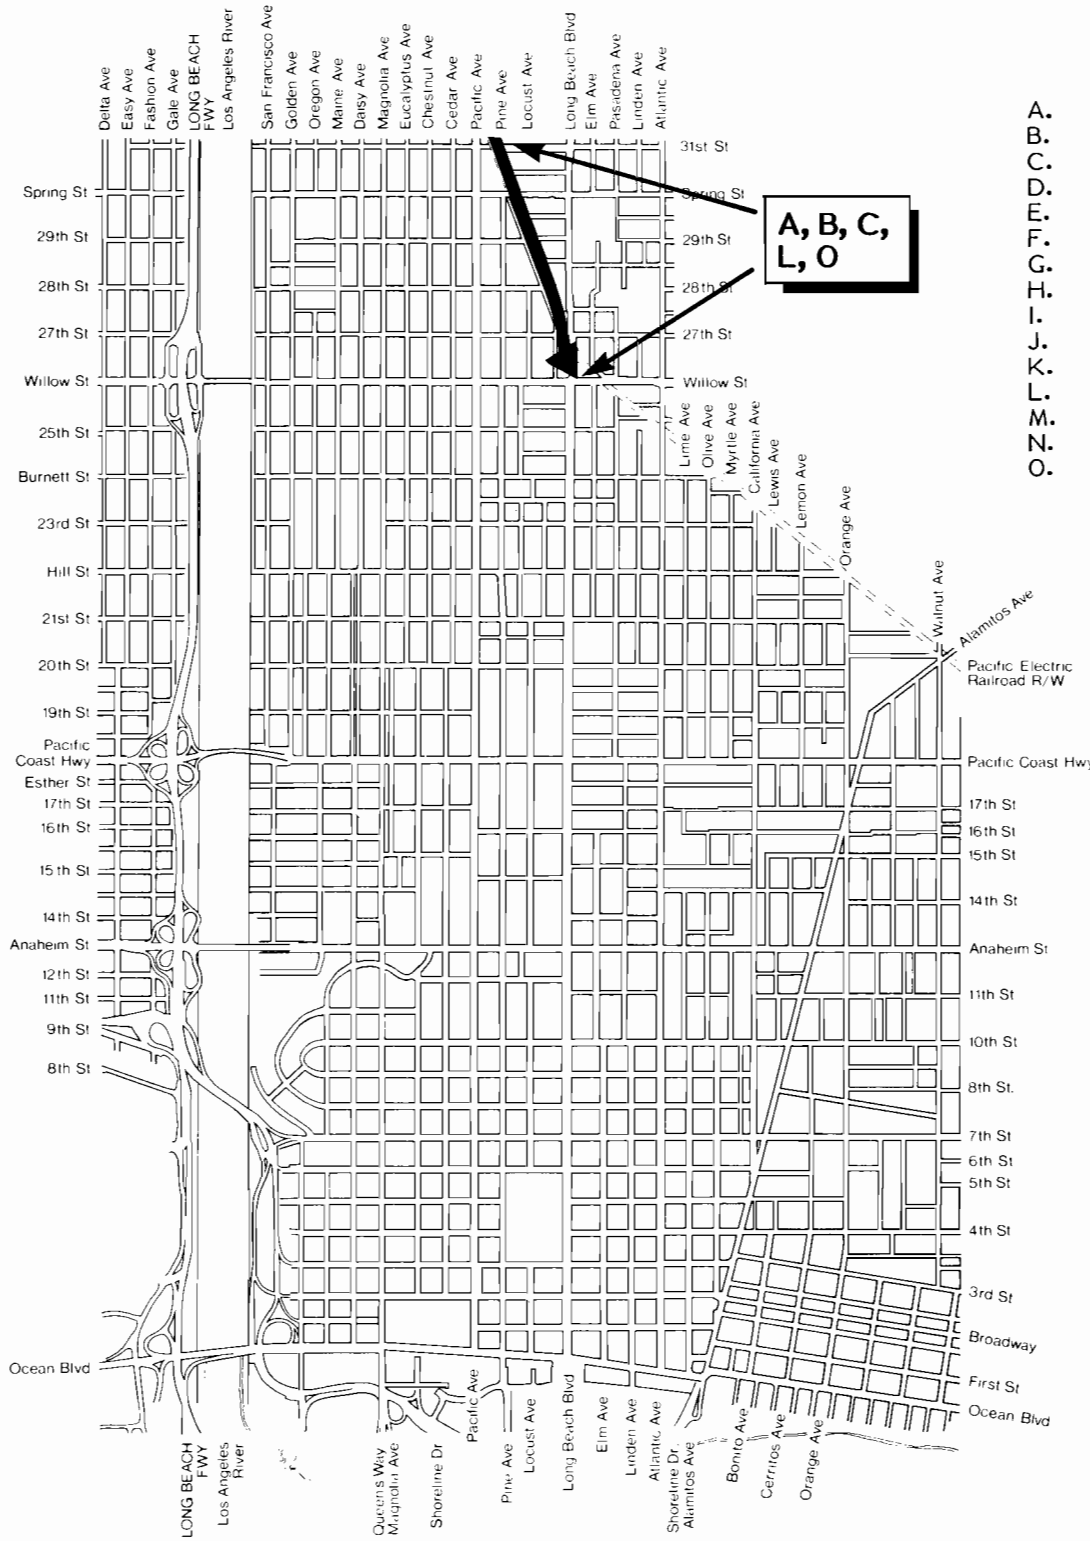 Delta Ave
Easy Ave
Fashion Ave
Gale Ave
LONG BEACH
FWY
Los Angeles River
San Francisco Ave
Golden Ave
Oregon Ave
Maine Ave
Daisy Ave
Magnolia Ave
Eucalyptus Ave
Chestnut Ave
Cedar Ave
Pacific Ave
Pine Ave
Locust Ave
Long Beach Blvd
Elm Ave
Pasadena Ave
Linden Ave
Atlantic Ave
A.
B.
C.
D.
E.
F.
G.
H.
I.
J.
K.
L.
M.
N.
O.
31st St
Spring St
29th St
28th St
27th St
Willow St
A, B, C,
L, O
Spring St
29th St
28th St
27th St
Willow St
25th St
Burnett St
23rd St
Hill St
21st St
20th St
19th St
Pacific
Coast Hwy
Esther St
17th St
16th St
15th St
14th St
Anaheim St
12th St
11th St
9th St
8th St
Ocean Blvd
Lime Ave
Olive Ave
Myrtle Ave
California Ave
Lewis Ave
Lemon Ave
Orange Ave
Walnut Ave
Alamitos Ave
Pacific Electric
Railroad R/W
Pacific Coast Hwy
17th St
16th St
15th St
14th St
Anaheim St
11th St
10th St
8th St.
7th St
6th St
5th St
4th St
3rd St
Broadway
First St
Ocean Blvd
LONG BEACH
FWY
Los Angeles
River
Queens Way
Magnolia Ave
Shoreline Dr
Pacific Ave
Pine Ave
Locust Ave
Long Beach Blvd
Elm Ave
Linden Ave
Atlantic Ave
Shoreline Dr.
Alamitos Ave
Bonito Ave
Cerritos Ave
Orange Ave